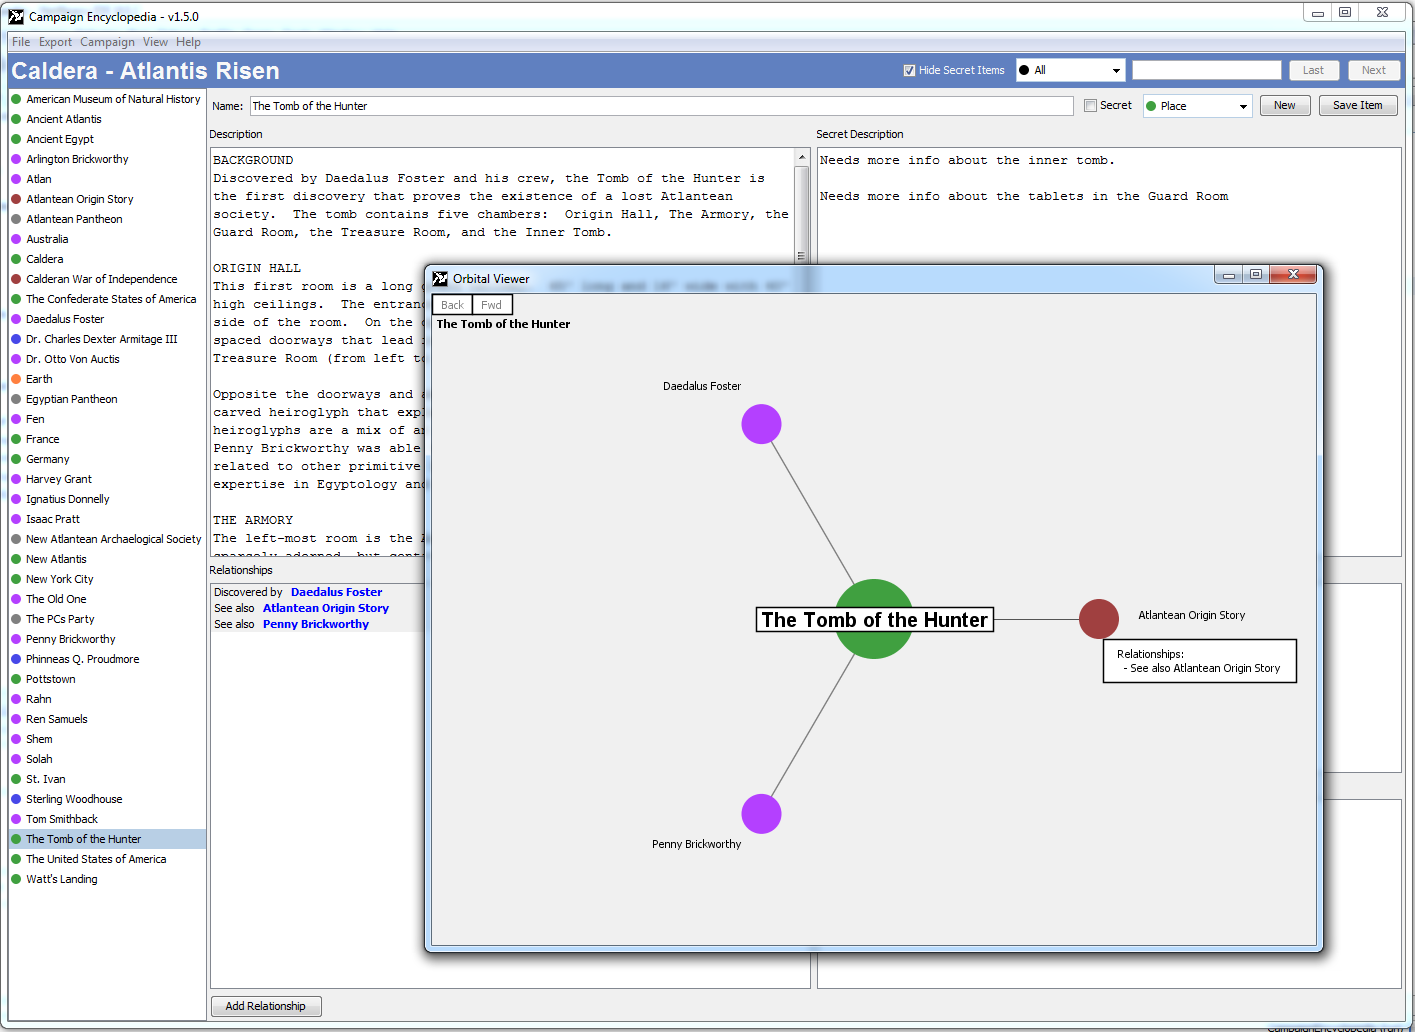 Campaign Encyclopedia - v1.5.0
File Export Campaign View Help
Caldera - Atlantis Risen
Hide Secret Items
All
Last
Next
American Museum of Natural History
Ancient Atlantis
Ancient Egypt
Arlington Brickworthy
Atlan
Atlantean Origin Story
Atlantean Pantheon
Australia
Caldera
Calderan War of Independence
The Confederate States of America
Daedalus Foster
Dr. Charles Dexter Armitage III
Dr. Otto Von Auctis
Earth
Egyptian Pantheon
Fen
France
Germany
Harvey Grant
Ignatius Donnelly
Isaac Pratt
New Atlantean Archaelogical Society
New Atlantis
New York City
The Old One
The PCs Party
Penny Brickworthy
Phinneas Q. Proudmore
Pottstown
Rahn
Ren Samuels
Shem
Solah
St. Ivan
Sterling Woodhouse
Tom Smithback
The Tomb of the Hunter
The United States of America
Watt's Landing
Name: The Tomb of the Hunter
Secret
Place
New
Save Item
Description
BACKGROUND
Discovered by Daedalus Foster and his crew, the Tomb of the Hunter is
the first discovery that proves the existence of a lost Atlantean
society. The tomb contains five chambers: Origin Hall, The Armory, the
Guard Room, the Treasure Room, and the Inner Tomb.
ORIGIN HALL
This first room is a long
high ceilings. The entran
side of the room. On the
spaced doorways that lead
Treasure Room (from left to
Opposite the doorways and
carved heiroglyph that exp
heiroglyphs are a mix of
Penny Brickworthy was able
related to other primitive
expertise in Egyptology and
THE ARMORY
The left-most room is the
Secret Description
Needs more info about the inner tomb.
Needs more info about the tablets in the Guard Room
Relationships
Discovered by Daedalus Foster
See also Atlantean Origin Story
See also Penny Brickworthy
Add Relationship
Orbital Viewer
Back Fwd
The Tomb of the Hunter
Daedalus Foster
The Tomb of the Hunter
Atlantean Origin Story
Relationships:
- See also Atlantean Origin Story
Penny Brickworthy